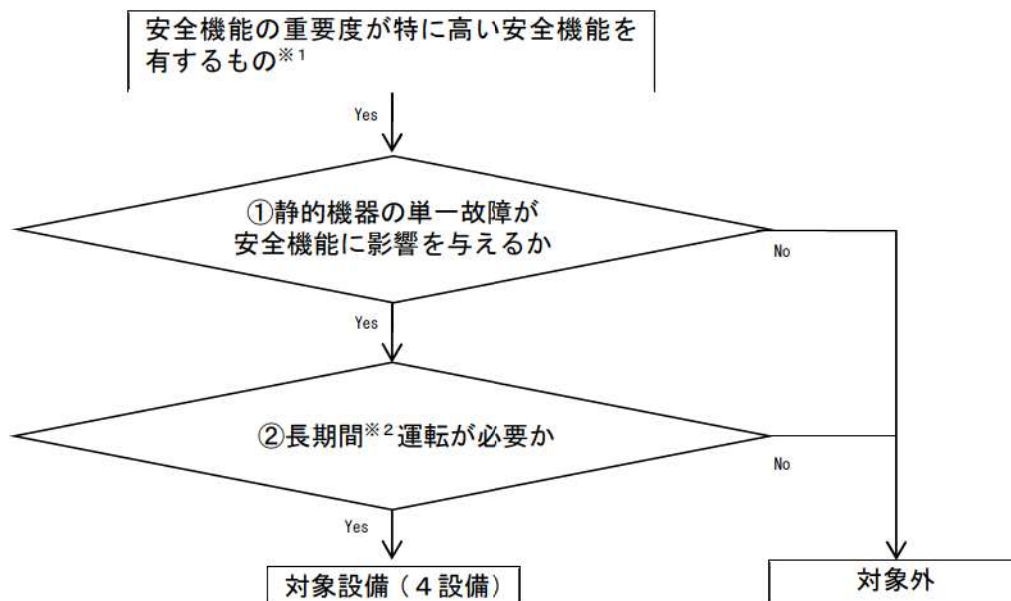 安全機能の重要度が特に高い安全機能を
有するもの※1
Yes
①静的機器の単一故障が
安全機能に影響を与えるか
No
Yes
②長期間※2運転が必要か
No
Yes
対象設備（４設備）
対象外